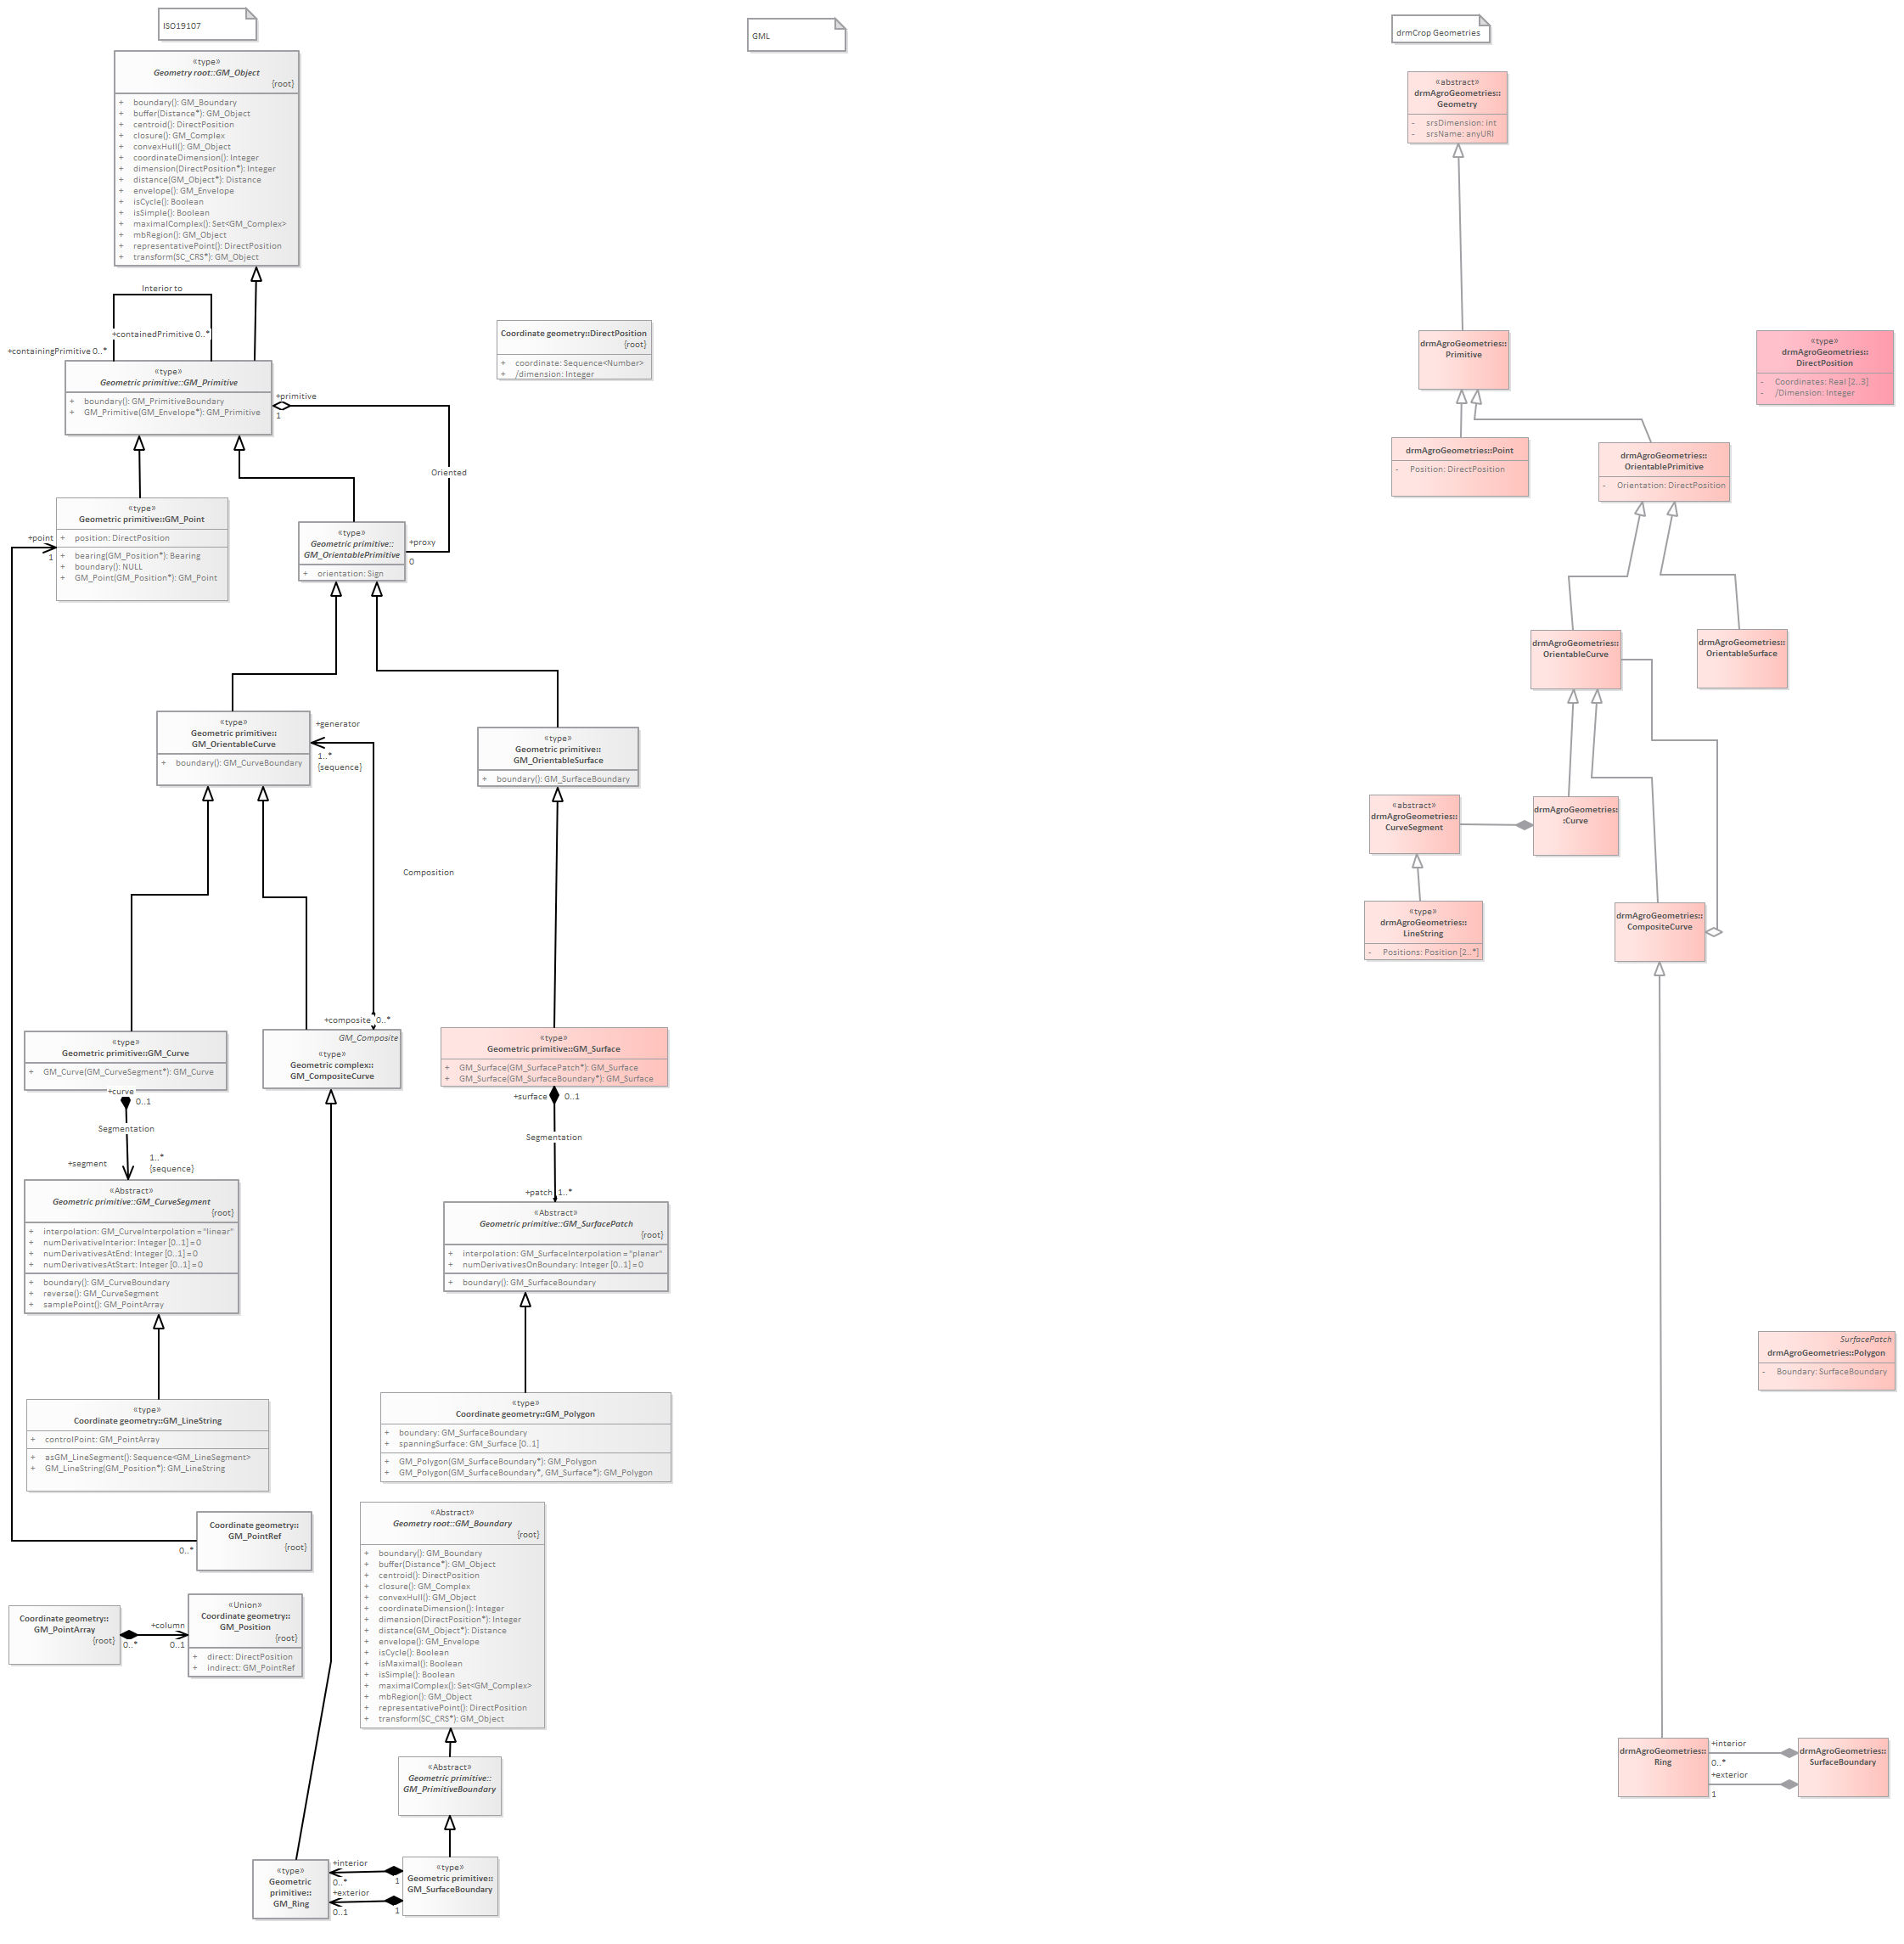 ISO19107
GML
drmCrop Geometries
«type»
Geometry root::GM_Object
{root}
+ boundary(): GM_Boundary
+ buffer(Distance*): GM_Object
+ centroid(): DirectPosition
+ closure(): GM_Complex
+ convexHull(): GM_Object
+ coordinateDimension(): Integer
+ dimension(DirectPosition*): Integer
+ distance(GM_Object*): Distance
+ envelope(): GM_Envelope
+ isCycle(): Boolean
+ isSimple(): Boolean
+ maximalComplex(): Set<GM_Complex>
+ mbRegion(): GM_Object
+ representativePoint(): DirectPosition
+ transform(SC_CRS*): GM_Object
Interior to
+containedPrimitive 0..*
+containingPrimitive 0..*
«type»
Geometric primitive::GM_Primitive
+ boundary(): GM_PrimitiveBoundary
+ GM_Primitive(GM_Envelope*): GM_Primitive
+primitive
1
Oriented
Coordinate geometry::DirectPosition
{root}
+ coordinate: Sequence<Number>
+ /dimension: Integer
«type»
Geometric primitive::GM_Point
+ position: DirectPosition
+ bearing(GM_Position*): Bearing
+ boundary(): NULL
+ GM_Point(GM_Position*): GM_Point
+point
1
«type»
Geometric primitive::
GM_OrientablePrimitive
+ orientation: Sign
+proxy
0
«type»
Geometric primitive::
GM_OrientableCurve
+ boundary(): GM_CurveBoundary
+generator
1..*
{sequence}
«type»
Geometric primitive::
GM_OrientableSurface
+ boundary(): GM_SurfaceBoundary
Composition
+composite 0..*
«type»
Geometric primitive::GM_Curve
+ GM_Curve(GM_CurveSegment*): GM_Curve
+curve
0..1
Segmentation
1..*
+segment
{sequence}
GM_Composite
«type»
Geometric complex::
GM_CompositeCurve
«type»
Geometric primitive::GM_Surface
+ GM_Surface(GM_SurfacePatch*): GM_Surface
+ GM_Surface(GM_SurfaceBoundary*): GM_Surface
+surface 0..1
Segmentation
+patch 1..*
«Abstract»
Geometric primitive::GM_CurveSegment
{root}
+ interpolation: GM_CurveInterpolation = "linear"
+ numDerivativeInterior: Integer [0..1] = 0
+ numDerivativesAtEnd: Integer [0..1] = 0
+ numDerivativesAtStart: Integer [0..1] = 0
+ boundary(): GM_CurveBoundary
+ reverse(): GM_CurveSegment
+ samplePoint(): GM_PointArray
«Abstract»
Geometric primitive::GM_SurfacePatch
{root}
+ interpolation: GM_SurfaceInterpolation = "planar"
+ numDerivativesOnBoundary: Integer [0..1] = 0
+ boundary(): GM_SurfaceBoundary
«type»
Coordinate geometry::GM_LineString
+ controlPoint: GM_PointArray
+ asGM_LineSegment(): Sequence<GM_LineSegment>
+ GM_LineString(GM_Position*): GM_LineString
«type»
Coordinate geometry::GM_Polygon
+ boundary: GM_SurfaceBoundary
+ spanningSurface: GM_Surface [0..1]
+ GM_Polygon(GM_SurfaceBoundary*): GM_Polygon
+ GM_Polygon(GM_SurfaceBoundary*, GM_Surface*): GM_Polygon
Coordinate geometry::
GM_PointRef
{root}
0..*
Coordinate geometry::
GM_PointArray
{root}
+column
0..*
0..1
«Union»
Coordinate geometry::
GM_Position
{root}
+ direct: DirectPosition
+ indirect: GM_PointRef
«Abstract»
Geometry root::GM_Boundary
{root}
+ boundary(): GM_Boundary
+ buffer(Distance*): GM_Object
+ centroid(): DirectPosition
+ closure(): GM_Complex
+ convexHull(): GM_Object
+ coordinateDimension(): Integer
+ dimension(DirectPosition*): Integer
+ distance(GM_Object*): Distance
+ envelope(): GM_Envelope
+ isCycle(): Boolean
+ isMaximal(): Boolean
+ isSimple(): Boolean
+ maximalComplex(): Set<GM_Complex>
+ mbRegion(): GM_Object
+ representativePoint(): DirectPosition
+ transform(SC_CRS*): GM_Object
«Abstract»
Geometric primitive::
GM_PrimitiveBoundary
«type»
Geometric
primitive::
GM_Ring
+interior
0..*
1
+exterior
0..1
1
«type»
Geometric primitive::
GM_SurfaceBoundary
«abstract»
drmAgroGeometries::
Geometry
- srsDimension: int
- srsName: anyURI
drmAgroGeometries::
Primitive
«type»
drmAgroGeometries::
DirectPosition
- Coordinates: Real [2..3]
- /Dimension: Integer
drmAgroGeometries::Point
- Position: DirectPosition
drmAgroGeometries::
OrientablePrimitive
- Orientation: DirectPosition
drmAgroGeometries::
OrientableCurve
drmAgroGeometries::
OrientableSurface
«abstract»
drmAgroGeometries::
CurveSegment
drmAgroGeometries:
:Curve
«type»
drmAgroGeometries::
LineString
- Positions: Position [2..*]
drmAgroGeometries::
CompositeCurve
SurfacePatch
drmAgroGeometries::Polygon
- Boundary: SurfaceBoundary
drmAgroGeometries::
Ring
+interior
0..*
+exterior
1
drmAgroGeometries::
SurfaceBoundary